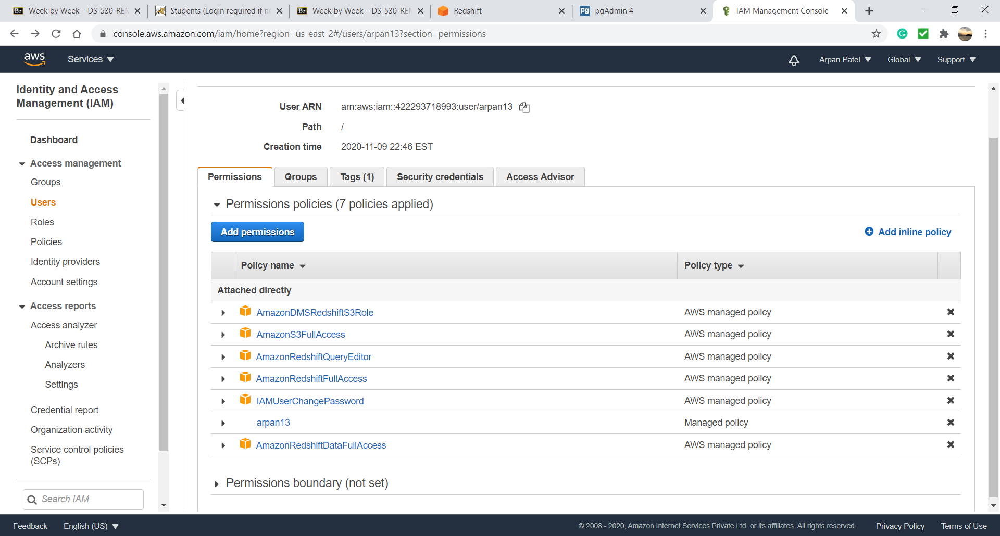 Week by Week – DS-530-REM
Students (Login required if no
Week by Week – DS-530-REM
Redshift
pgAdmin 4
IAM Management Console
console.aws.amazon.com/iam/home?region=us-east-2#/users/arpan13?section=permissions
aws
Services
Arpan Patel
Global
Support
Identity and Access
Management (IAM)
Dashboard
Access management
Groups
Users
Roles
Policies
Identity providers
Account settings
Access reports
Access analyzer
Archive rules
Analyzers
Settings
Credential report
Organization activity
Service control policies
(SCPs)
Search IAM
User ARN arn:aws:iam::422293718993:user/arpan13
Path /
Creation time 2020-11-09 22:46 EST
Permissions Groups Tags (1) Security credentials Access Advisor
Permissions policies (7 policies applied)
Add permissions
Add inline policy
Policy name Policy type
Attached directly
AmazonDMSRedshiftS3Role AWS managed policy
AmazonS3FullAccess AWS managed policy
AmazonRedshiftQueryEditor AWS managed policy
AmazonRedshiftFullAccess AWS managed policy
IAMUserChangePassword AWS managed policy
arpan13 Managed policy
AmazonRedshiftDataFullAccess AWS managed policy
Permissions boundary (not set)
Feedback
English (US)
© 2008 - 2020, Amazon Internet Services Private Ltd. or its affiliates. All rights reserved.
Privacy Policy
Terms of Use